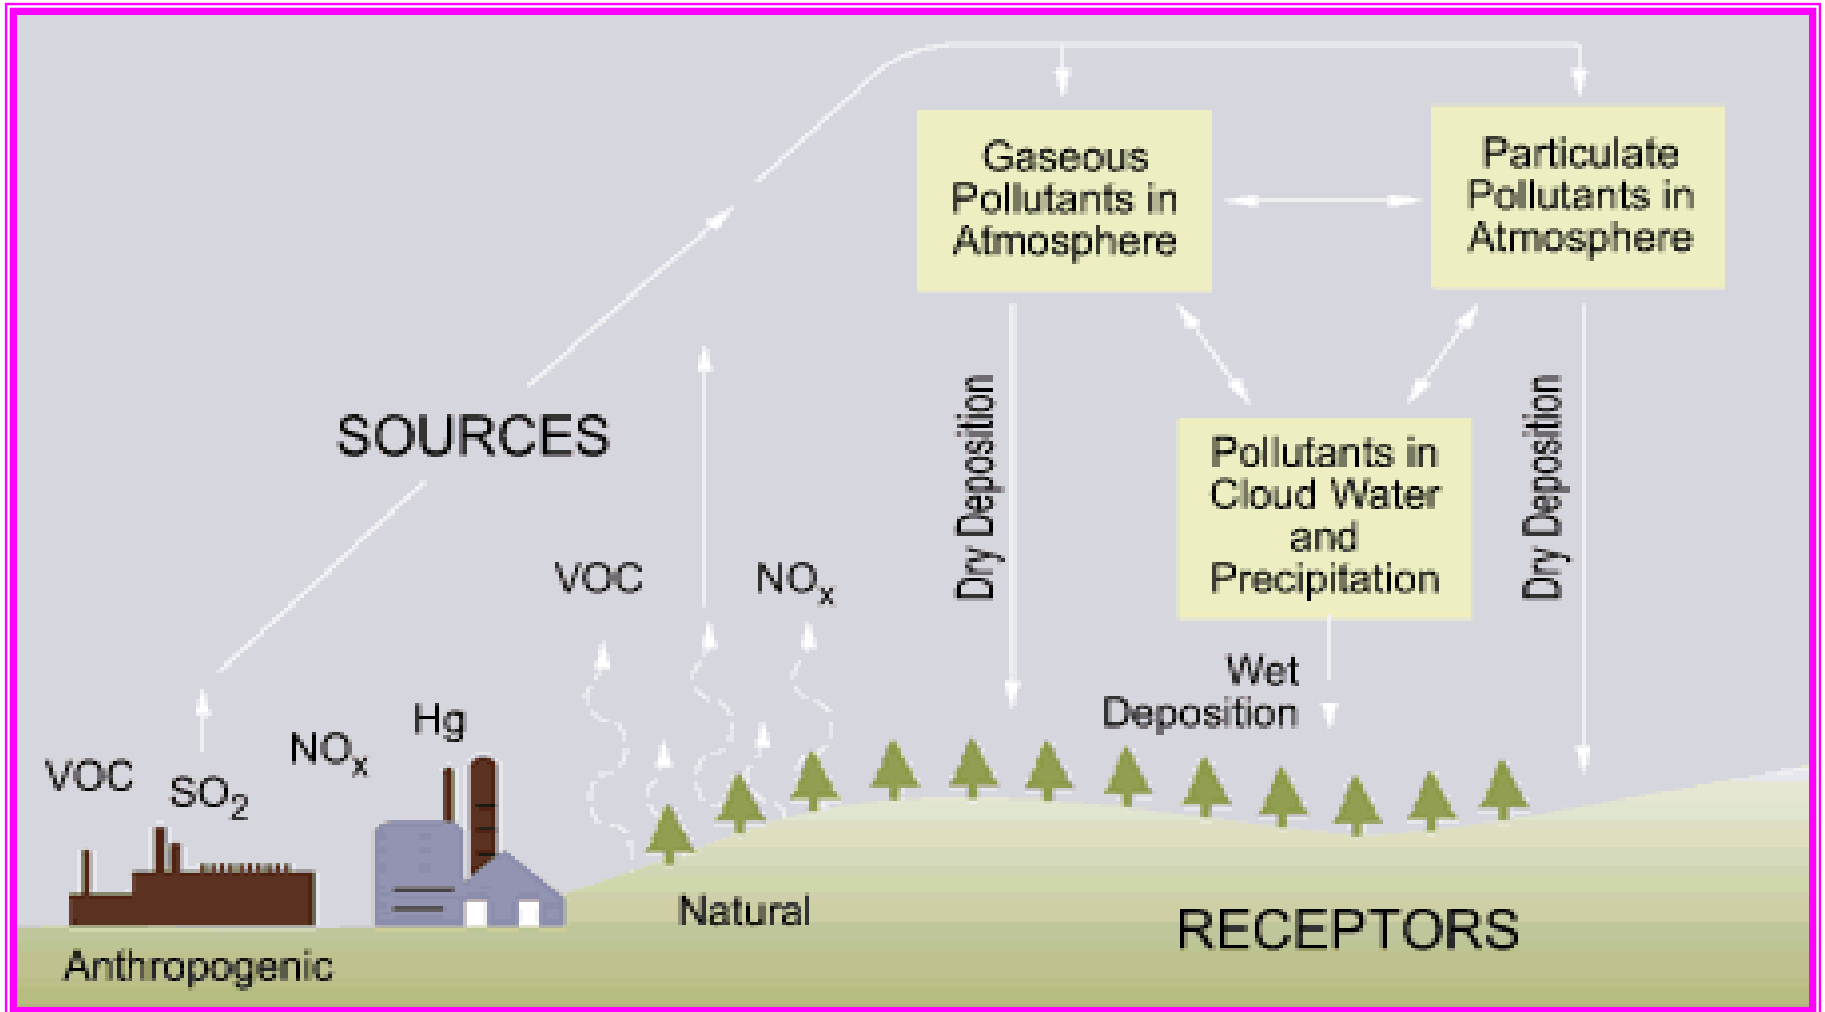 Gaseous
Pollutants in
Atmosphere
Particulate
Pollutants in
Atmosphere
SOURCES
Dry Deposition
Pollutants in
Cloud Water
and
Precipitation
Dry Deposition
VOC
NOx
Wet
Deposition
VOC
SO2
NOx
Hg
Natural
RECEPTORS
Anthropogenic